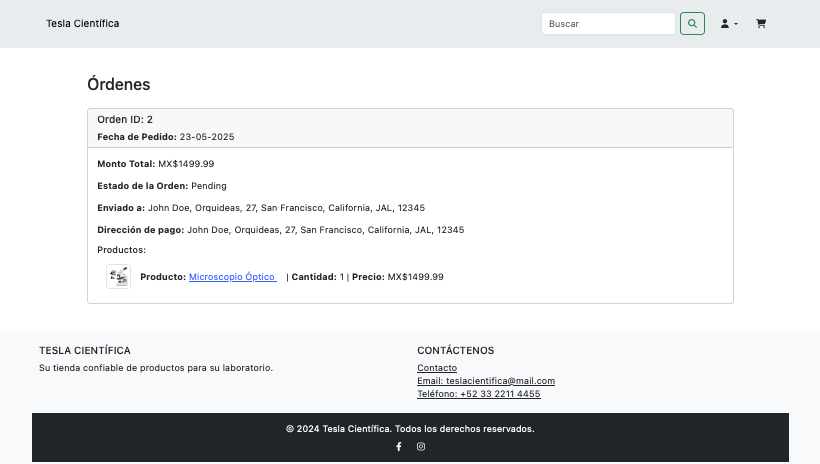 Tesla Científica
Buscar
Órdenes
Orden ID: 2
Fecha de Pedido: 23-05-2025
Monto Total: MX$1499.99
Estado de la Orden: Pending
Enviado a: John Doe, Orquideas, 27, San Francisco, California, JAL, 12345
Dirección de pago: John Doe, Orquideas, 27, San Francisco, California, JAL, 12345
Productos:
Producto: Microscopio Óptico | Cantidad: 1 | Precio: MX$1499.99
TESLA CIENTÍFICA
Su tienda confiable de productos para su laboratorio.
CONTÁCTENOS
Contacto
Email: teslacientifica@mail.com
Teléfono: +52 33 2211 4455
© 2024 Tesla Científica. Todos los derechos reservados.